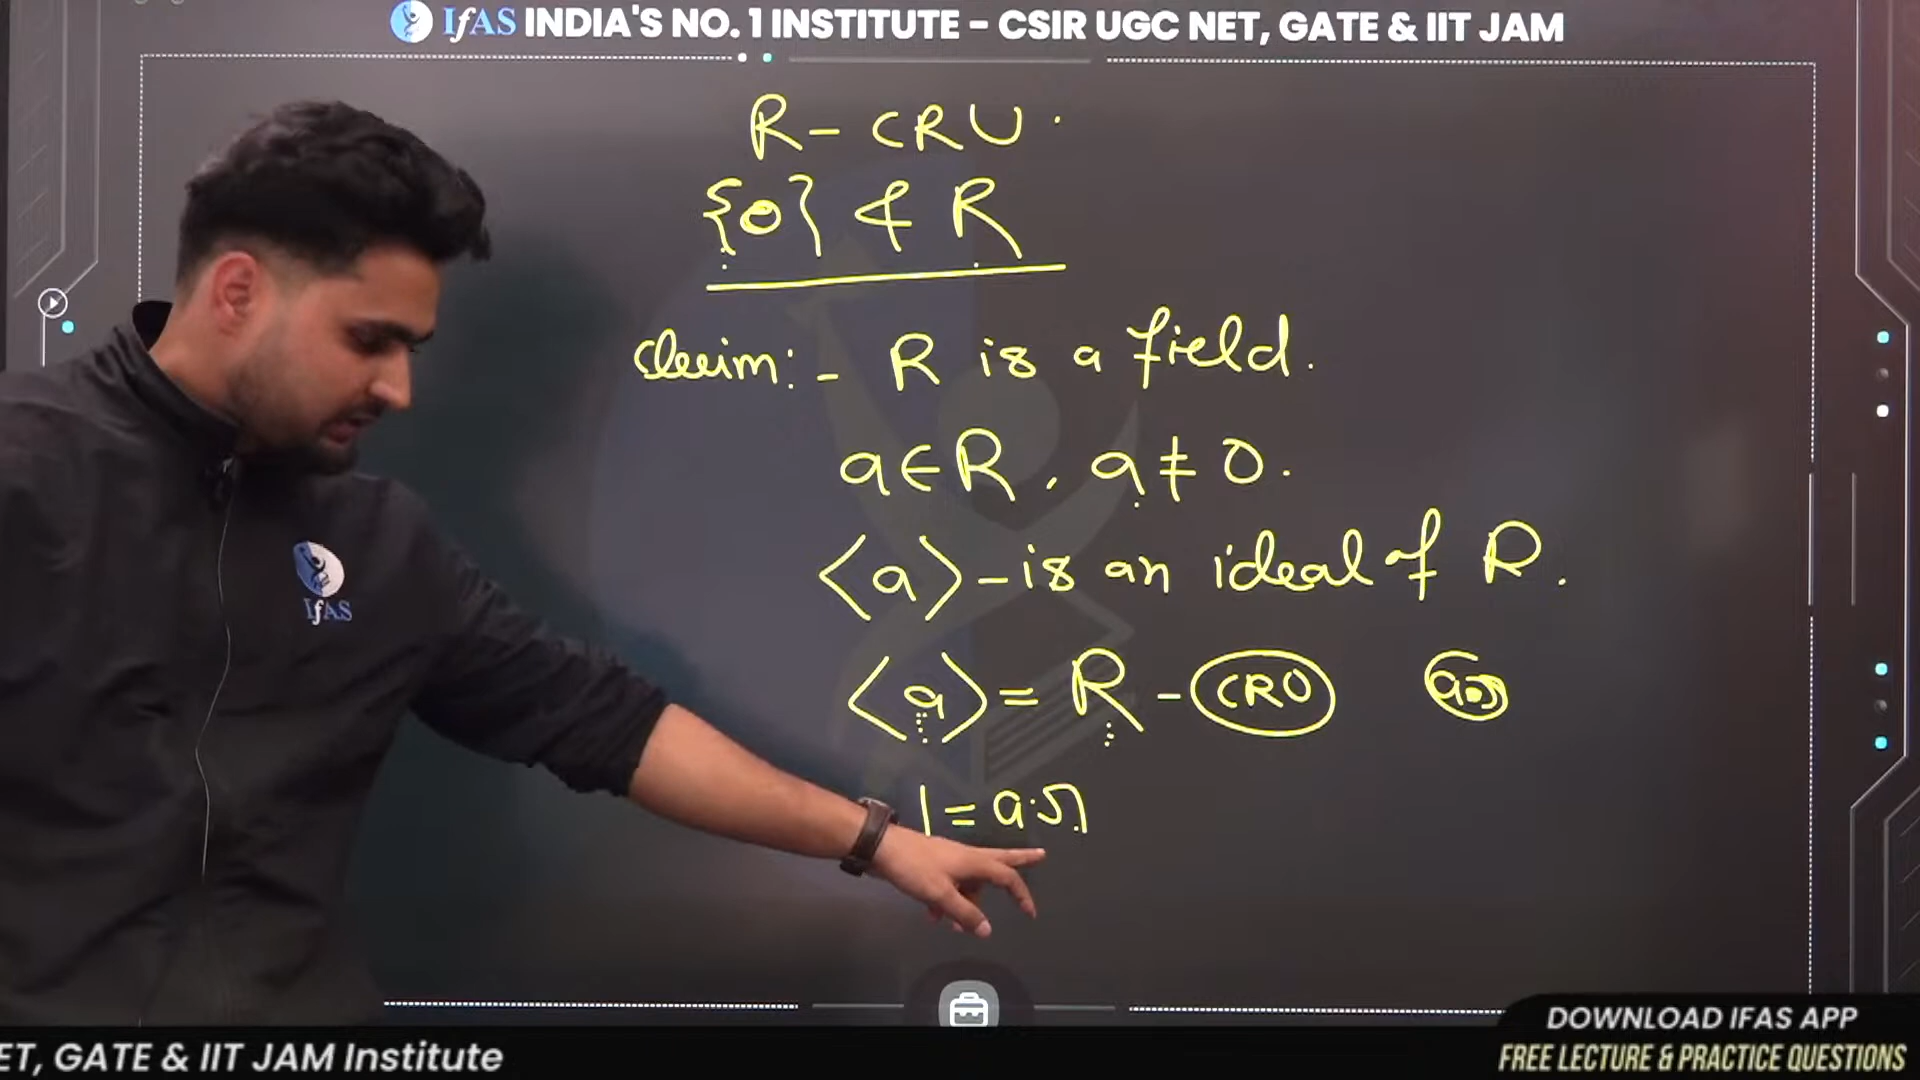 IfAS INDIA'S NO. 1 INSTITUTE - CSIR UGC NET, GATE & IIT JAM
R - CRU.
{0} & R
Claim:- R is a field.
a ∈ R, a ≠ 0.
<a> - is an ideal of R.
<a> = R - CRU a.r
1 = a.r
IfAS
DOWNLOAD IFAS APP
ET, GATE & IIT JAM Institute
FREE LECTURE & PRACTICE QUESTIONS